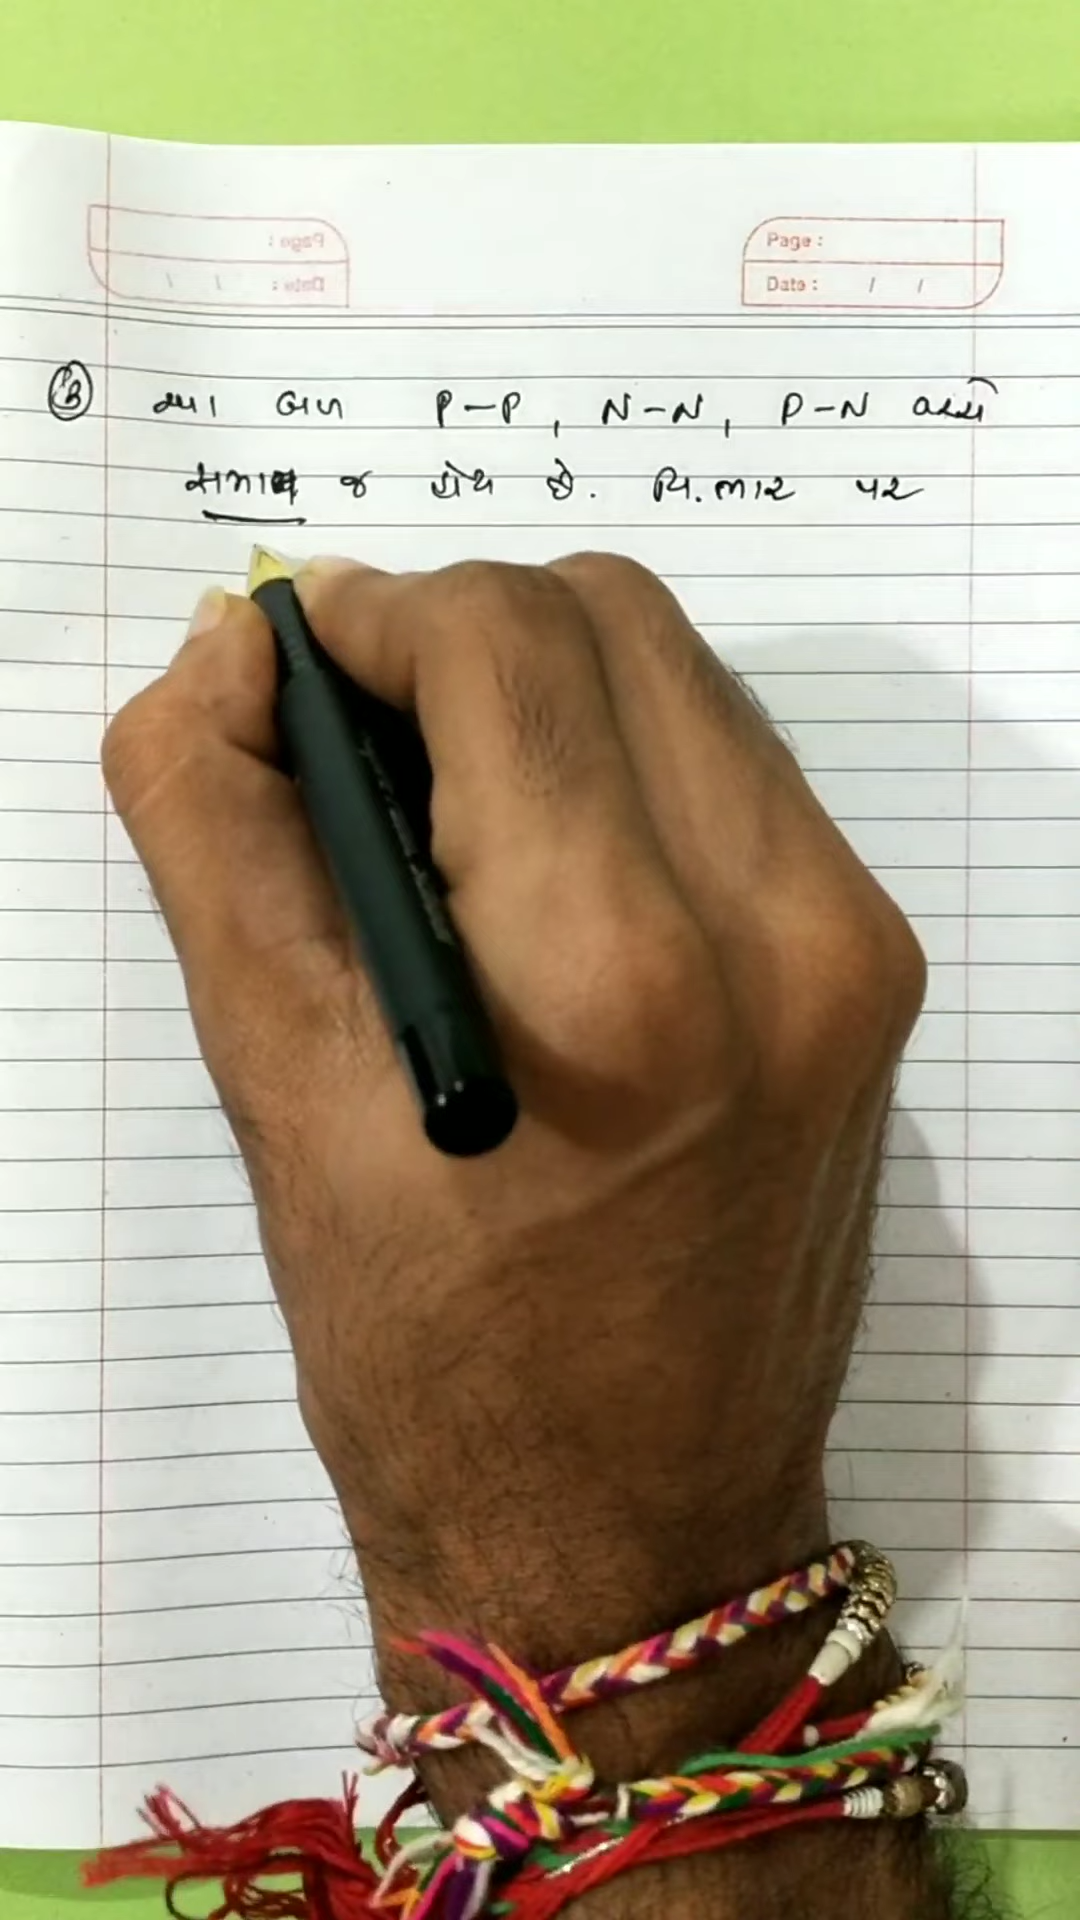 Page :
Date : / /
આ બળ P-P, N-N, P-N વચ્ચે
સમાન જ હોય છે. વિ.ભાર પર